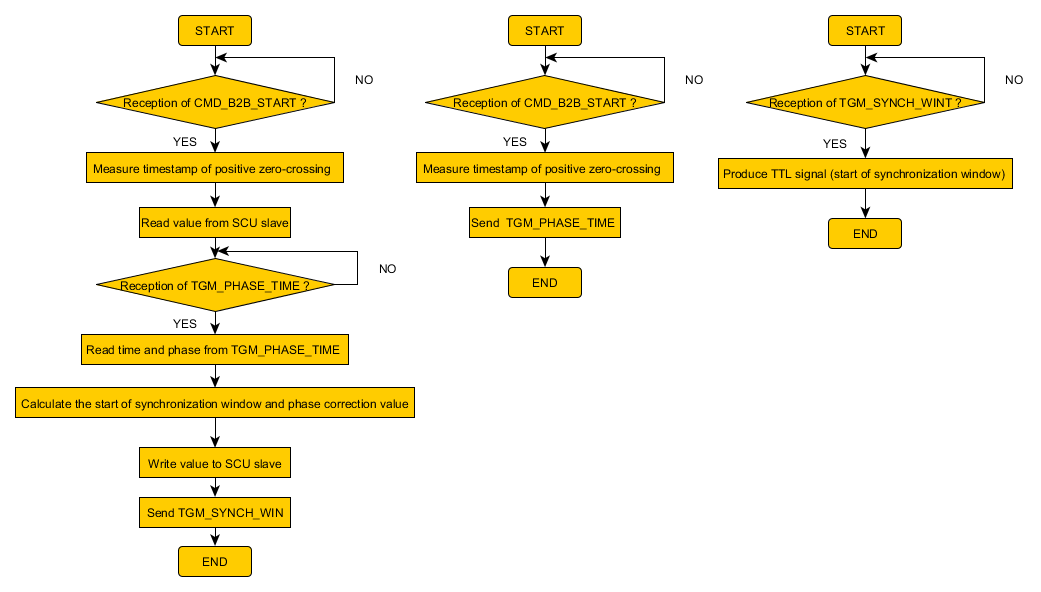 START
NO
Reception of CMD_B2B_START ?
YES
Measure timestamp of positive zero-crossing
Read value from SCU slave
NO
Reception of TGM_PHASE_TIME ?
YES
Read time and phase from TGM_PHASE_TIME
Calculate the start of synchronization window and phase correction value
Write value to SCU slave
Send TGM_SYNCH_WIN
END
START
NO
Reception of CMD_B2B_START ?
YES
Measure timestamp of positive zero-crossing
Send TGM_PHASE_TIME
END
START
NO
Reception of TGM_SYNCH_WINT ?
YES
Produce TTL signal (start of synchronization window)
END